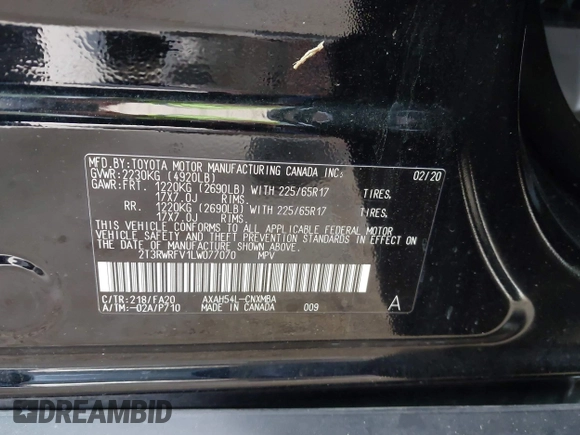 MFD.BY:TOYOTA MOTOR MANUFACTURING CANADA INC. 02/20
GVWR:2230KG (4920LB)
GAWR:FRT. 1220KG (2690LB) WITH 225/65R17 TIRES,
17X7.0J RIMS.
RR. 1220KG (2690LB) WITH 225/65R17 TIRES,
17X7.0J RIMS.
THIS VEHICLE CONFORMS TO ALL APPLICABLE FEDERAL MOTOR
VEHICLE SAFETY AND THEFT PREVENTION STANDARDS IN EFFECT ON
THE DATE OF MANUFACTURE SHOWN ABOVE.
2T3RWRFV1LW077070 MPV
C/TR:218/FA20 AXAH54L-CNXMBA
A/TM:-02A/P710 MADE IN CANADA 009 A
DREAMBID